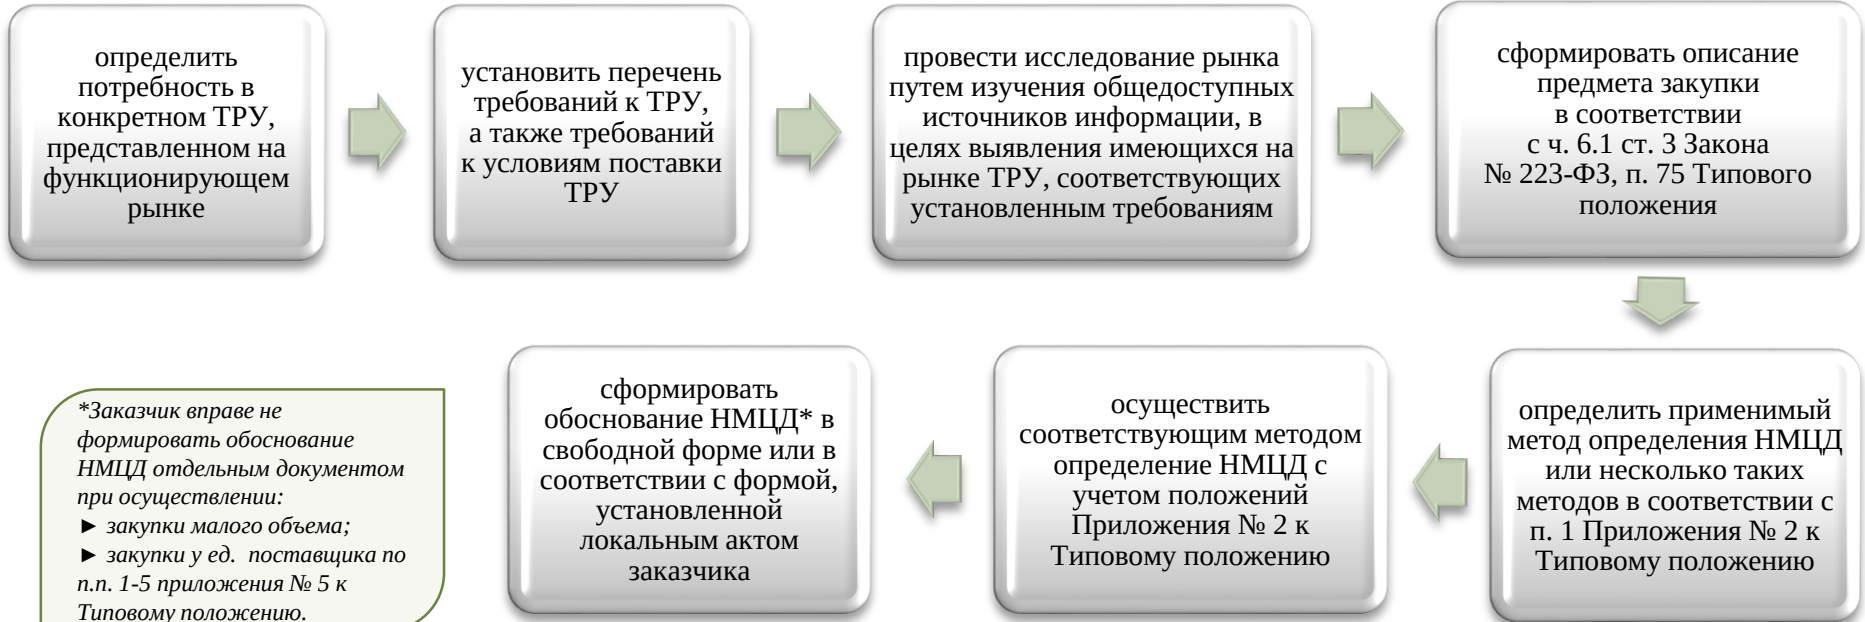 определить
потребность в
конкретном ТРУ,
представленном на
функционирующем
рынке
установить перечень
требований к ТРУ,
а также требований
к условиям поставки
ТРУ
провести исследование рынка
путем изучения общедоступных
источников информации, в
целях выявления имеющихся на
рынке ТРУ, соответствующих
установленным требованиям
сформировать описание
предмета закупки
в соответствии
с ч. 6.1 ст. 3 Закона
№ 223-ФЗ, п. 75 Типового
положения
определить применимый
метод определения НМЦД
или несколько таких
методов в соответствии с
п. 1 Приложения № 2 к
Типовому положению
осуществить
соответствующим методом
определение НМЦД с
учетом положений
Приложения № 2 к
Типовому положению
сформировать
обоснование НМЦД* в
свободной форме или в
соответствии с формой,
установленной
локальным актом
заказчика
*Заказчик вправе не
формировать обоснование
НМЦД отдельным документом
при осуществлении:
► закупки малого объема;
► закупки у ед. поставщика по
п.п. 1-5 приложения № 5 к
Типовому положению.